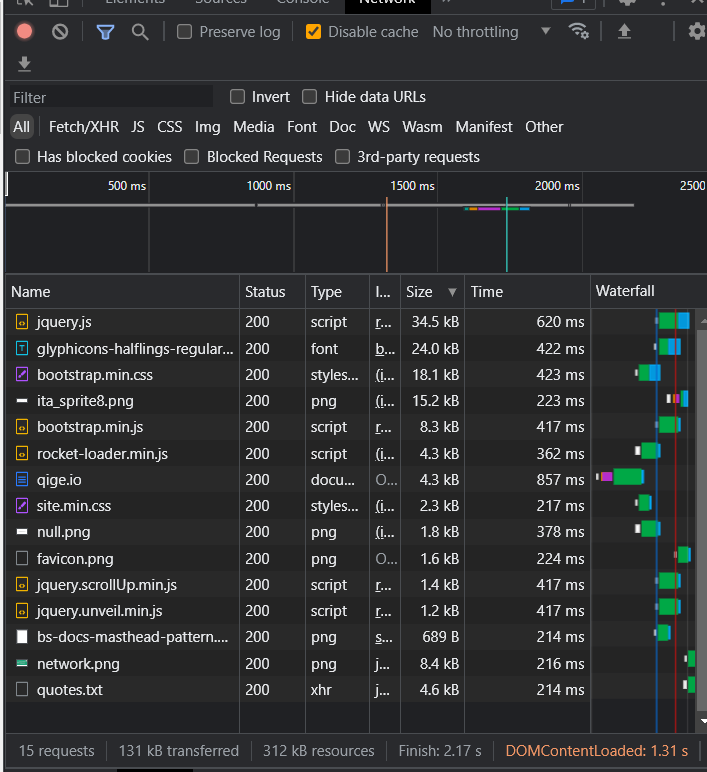 Elements Sources Console Network
Preserve log Disable cache No throttling
Filter Invert Hide data URLs
All Fetch/XHR JS CSS Img Media Font Doc WS Wasm Manifest Other
Has blocked cookies Blocked Requests 3rd-party requests
500 ms 1000 ms 1500 ms 2000 ms 2500
Name Status Type I... Size Time Waterfall
jquery.js 200 script r... 34.5 kB 620 ms
glyphicons-halflings-regular... 200 font b... 24.0 kB 422 ms
bootstrap.min.css 200 styles... (i... 18.1 kB 423 ms
ita_sprite8.png 200 png (i... 15.2 kB 223 ms
bootstrap.min.js 200 script r... 8.3 kB 417 ms
rocket-loader.min.js 200 script (i... 4.3 kB 362 ms
qige.io 200 docu... O... 4.3 kB 857 ms
site.min.css 200 styles... (i... 2.3 kB 217 ms
null.png 200 png (i... 1.8 kB 378 ms
favicon.png 200 png O... 1.6 kB 224 ms
jquery.scrollUp.min.js 200 script r... 1.4 kB 417 ms
jquery.unveil.min.js 200 script r... 1.2 kB 417 ms
bs-docs-masthead-pattern.... 200 png s... 689 B 214 ms
network.png 200 png j... 8.4 kB 216 ms
quotes.txt 200 xhr j... 4.6 kB 214 ms
15 requests 131 kB transferred 312 kB resources Finish: 2.17 s DOMContentLoaded: 1.31 s